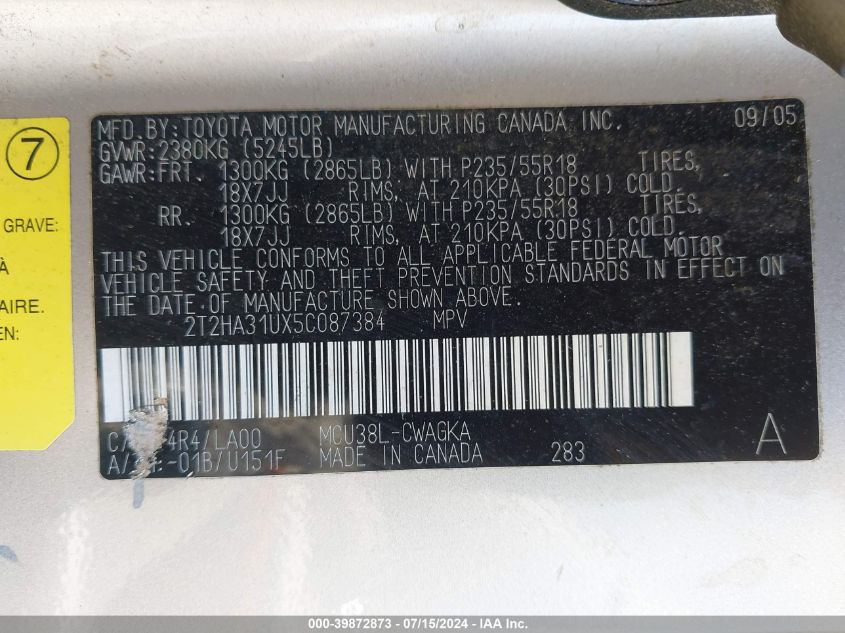 7
GRAVE:
À
AIRE.
EN:
MFD. BY: TOYOTA MOTOR MANUFACTURING CANADA INC. 09/05
GVWR: 2380KG (5245LB)
GAWR: FRT. 1300KG (2865LB) WITH P235/55R18 TIRES,
18X7JJ RIMS, AT 210KPA (30PSI) COLD.
RR. 1300KG (2865LB) WITH P235/55R18 TIRES,
18X7JJ RIMS, AT 210KPA (30PSI) COLD.
THIS VEHICLE CONFORMS TO ALL APPLICABLE FEDERAL MOTOR
VEHICLE SAFETY AND THEFT PREVENTION STANDARDS IN EFFECT ON
THE DATE OF MANUFACTURE SHOWN ABOVE.
2T2HA31UX5C087384 MPV
C/ 4R4/LA00 MCU38L-CWAGKA
A/ -01B/U151F MADE IN CANADA 283 A
000-39872873 - 07/15/2024 - IAA Inc.